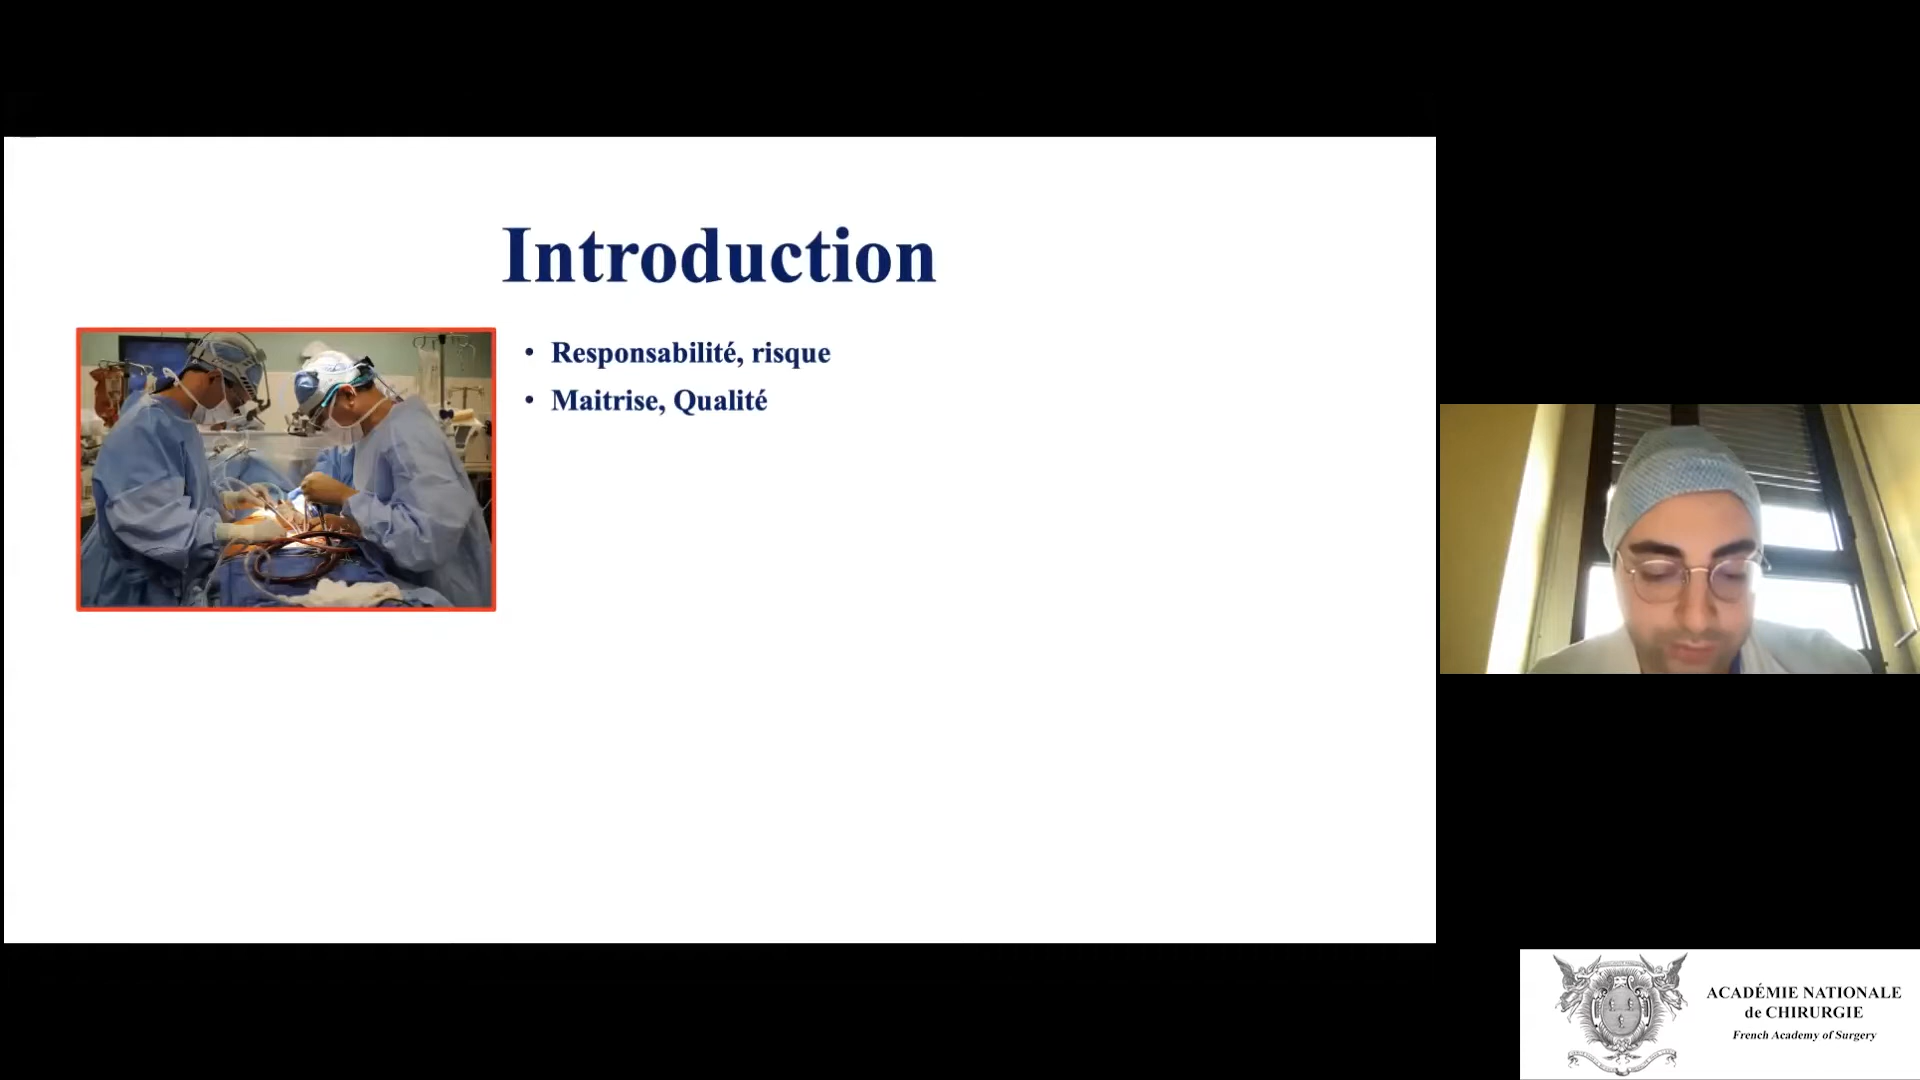 Introduction
• Responsabilité, risque
• Maitrise, Qualité
ACADÉMIE NATIONALE
de CHIRURGIE
French Academy of Surgery